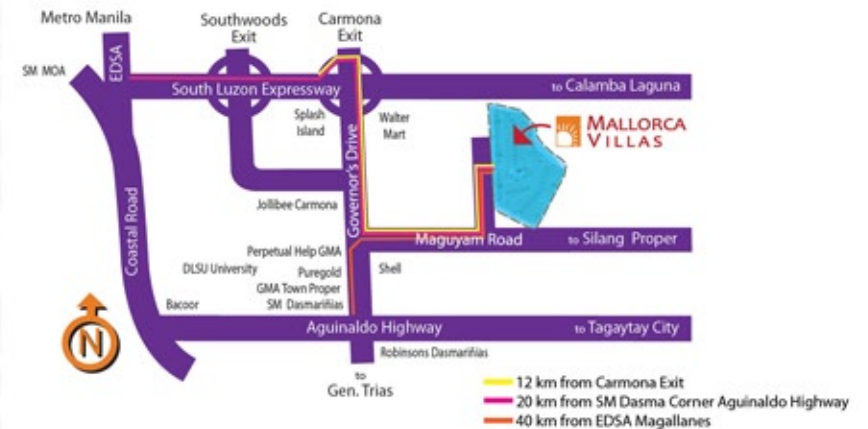 Metro Manila
Southwoods
Exit
Carmona
Exit
SM MOA
EDSA
South Luzon Expressway
to Calamba Laguna
Splash
Island
Walter
Mart
MALLORCA
VILLAS
Governor's Drive
Coastal Road
Jollibee Carmona
Maguyam Road
to Silang Proper
Perpetual Help GMA
DLSU University
Puregold
Shell
GMA Town Proper
Bacoor
SM Dasmariñas
Aguinaldo Highway
to Tagaytay City
N
Robinsons Dasmariñas
to
Gen. Trias
12 km from Carmona Exit
20 km from SM Dasma Corner Aguinaldo Highway
40 km from EDSA Magallanes